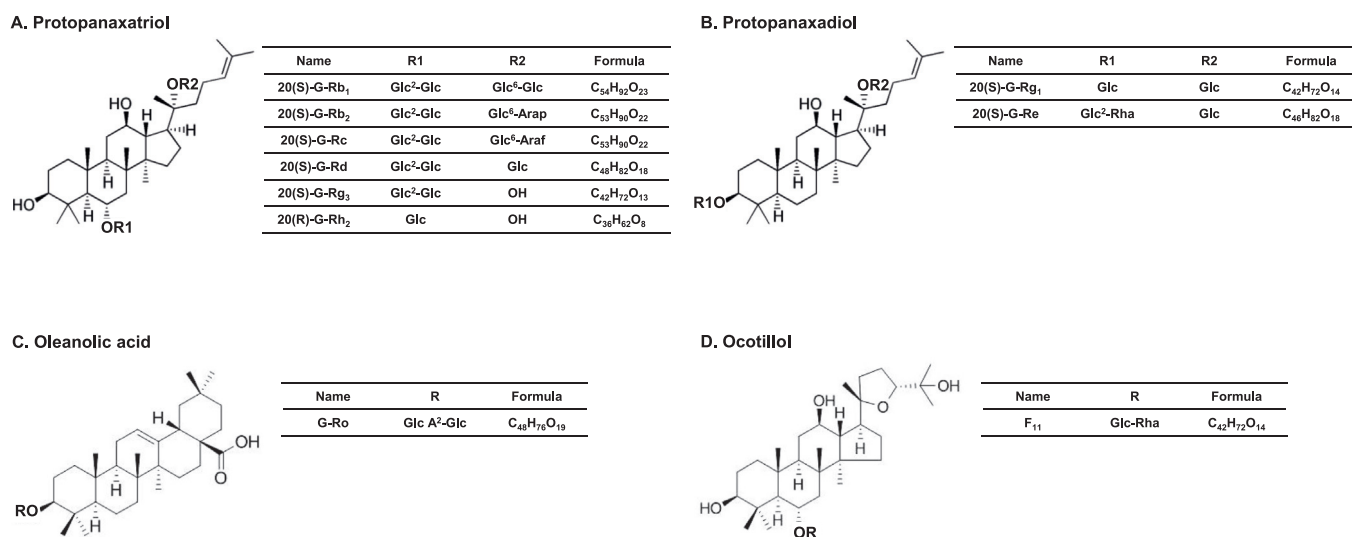 A. Protopanaxatriol
HO
H
OR2
H
H
H
HO
H
OR1
Name R1 R2 Formula
20(S)-G-Rb₁ Glc²-Glc Glc⁶-Glc C₅₄H₉₂O₂₃
20(S)-G-Rb₂ Glc²-Glc Glc⁶-Arap C₅₃H₉₀O₂₂
20(S)-G-Rc Glc²-Glc Glc⁶-Araf C₅₃H₉₀O₂₂
20(S)-G-Rd Glc²-Glc Glc C₄₈H₈₂O₁₈
20(S)-G-Rg₃ Glc²-Glc OH C₄₂H₇₂O₁₃
20(R)-G-Rh₂ Glc OH C₃₆H₆₂O₈
B. Protopanaxadiol
OR2
HO
H
H
H
R1O
H
Name R1 R2 Formula
20(S)-G-Rg₁ Glc Glc C₄₂H₇₂O₁₄
20(S)-G-Re Glc²-Rha Glc C₄₆H₈₂O₁₈
C. Oleanolic acid
H
OH
O
H
RO
H
Name R Formula
G-Ro Glc A²-Glc C₄₈H₇₆O₁₉
D. Ocotillol
OH
O
OH
H
H
H
HO
H
OR
Name R Formula
F₁₁ Glc-Rha C₄₂H₇₂O₁₄